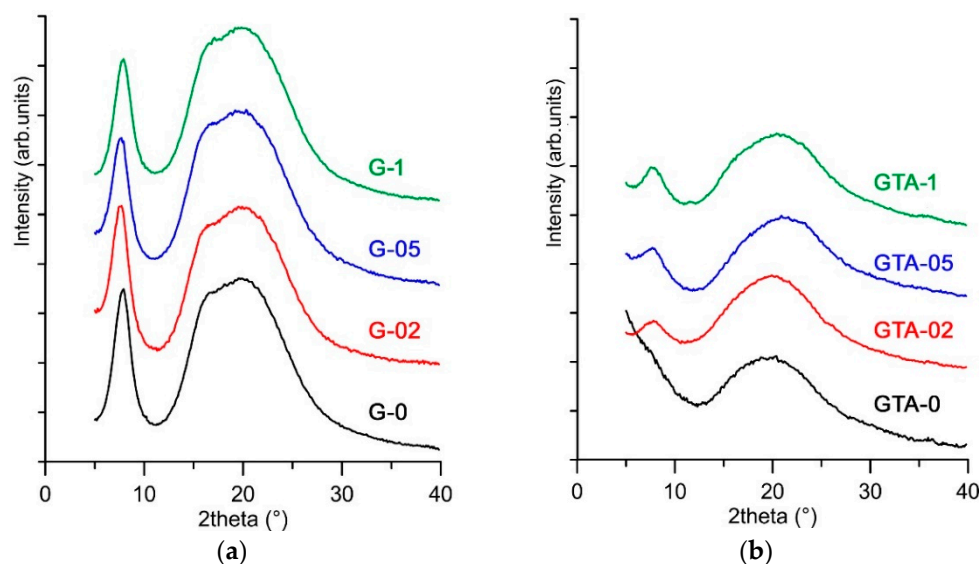 Intensity (arb.units)
G-1
G-05
G-02
G-0
0
10
20
30
40
2theta (°)
(a)
Intensity (arb.units)
GTA-1
GTA-05
GTA-02
GTA-0
0
10
20
30
40
2theta (°)
(b)